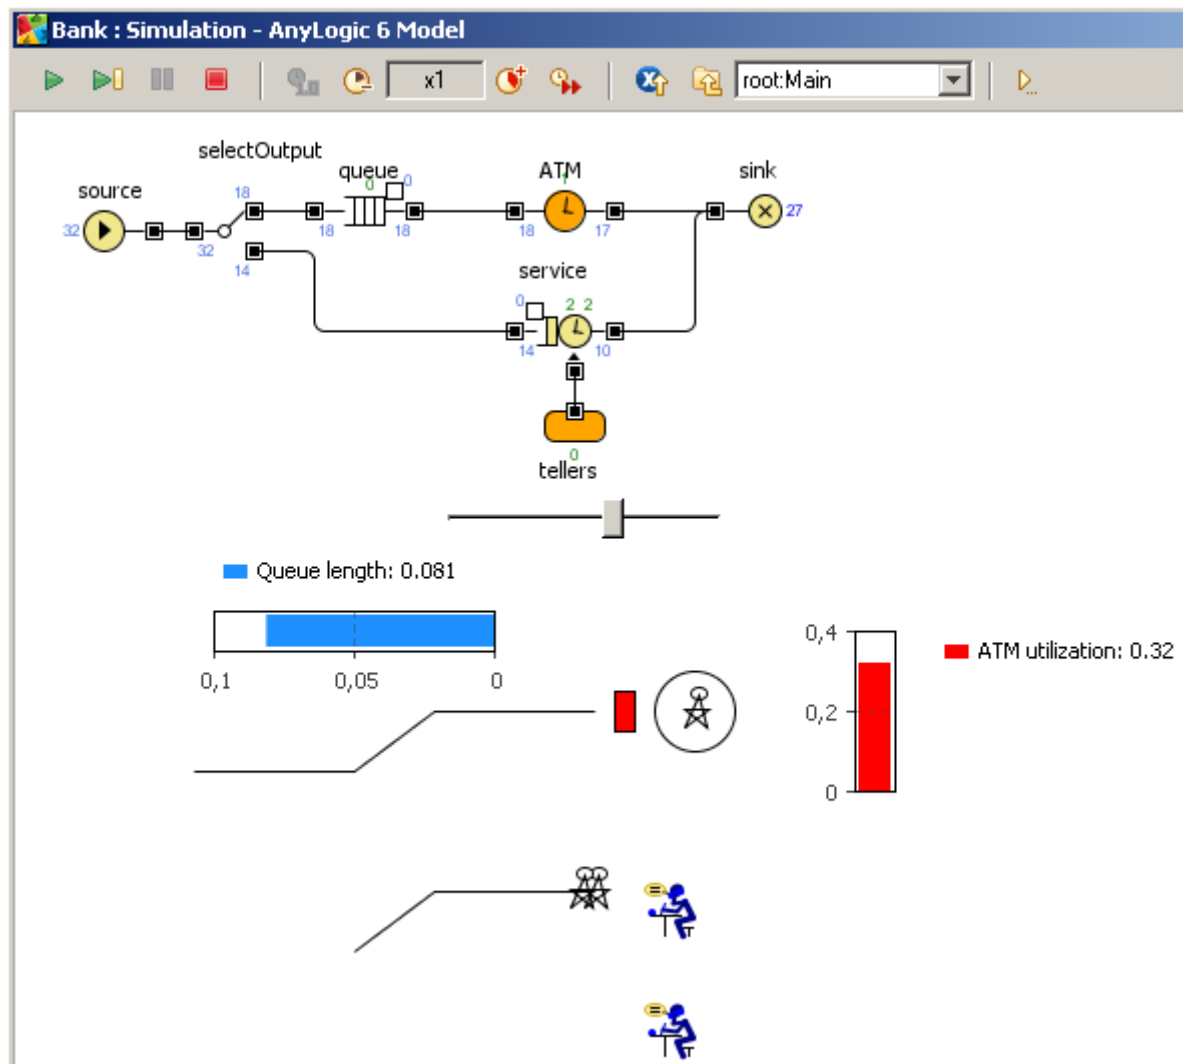 Bank : Simulation - AnyLogic 6 Model
x1
root:Main
selectOutput
queue
ATM
sink
source
18
0
0
1
32
18
18
18
17
27
32
14
service
0
2 2
14
10
0
tellers
Queue length: 0.081
0,1
0,05
0
0,4
0,2
0
ATM utilization: 0.32